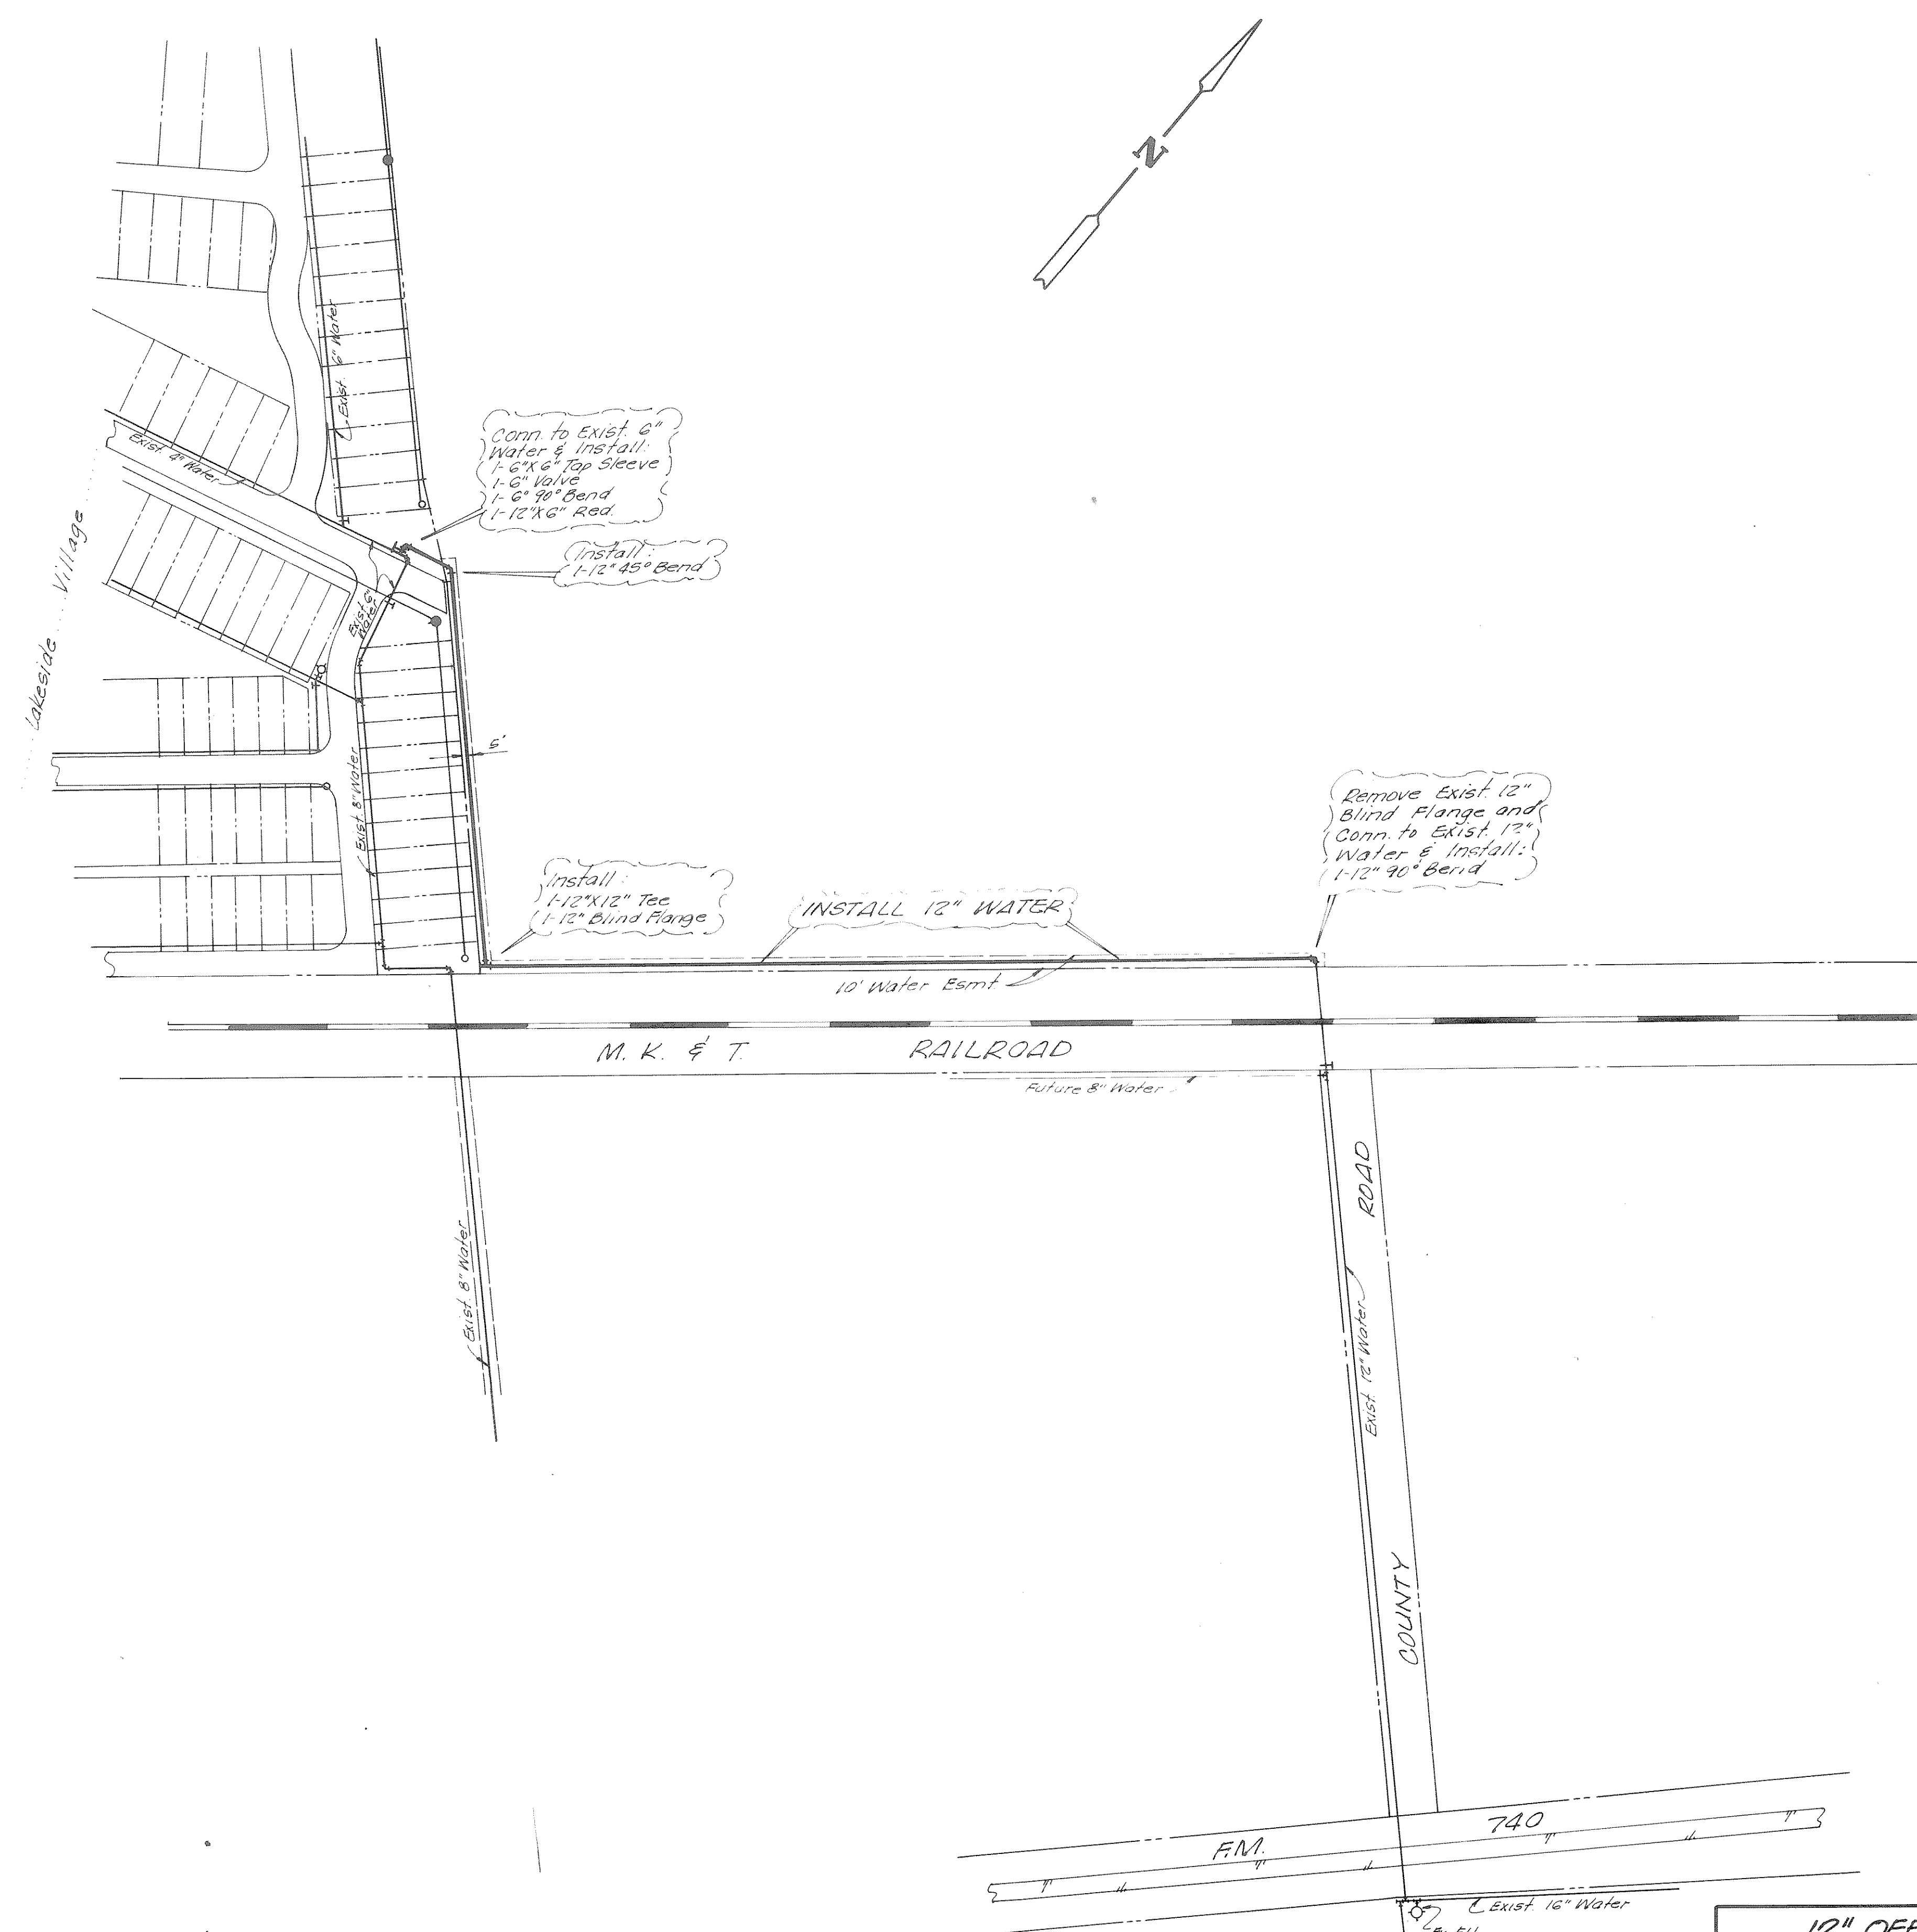 N
Exist. 6" Water
Conn. to Exist. 6"
Water & Install:
1-6"X6" Tap Sleeve
1-6" Valve
1-6" 90° Bend
1-12"X6" Red.
Exist. 4" Water
Install:
1-12" 45° Bend
Lakeside Village
Exist. 6"
Water
5'
Exist. 8" Water
Remove Exist. 12"
Blind Flange and
Conn. to Exist. 12"
Water & Install:
1-12" 90° Bend
Install:
1-12"X12" Tee
1-12" Blind Flange
INSTALL 12" WATER
10' Water Esmt
M. K. & T. RAILROAD
Future 8" Water
Exist. 8" Water
COUNTY ROAD
Exist. 12" Water
F.M. 740
Exist. 16" Water